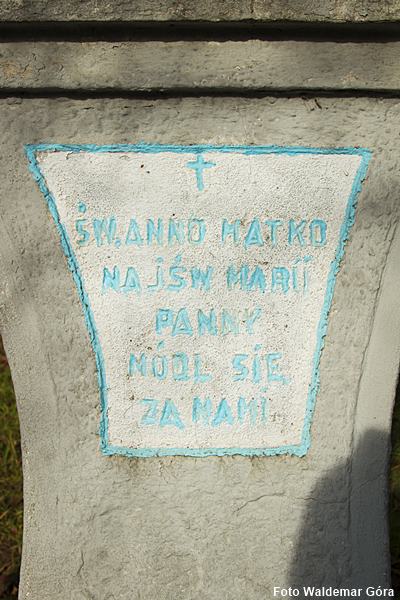 ŚW. ANNO MATKO
NAJŚW MARII
PANNY
MÓDL SIĘ
ZA NAMI
Foto Waldemar Góra